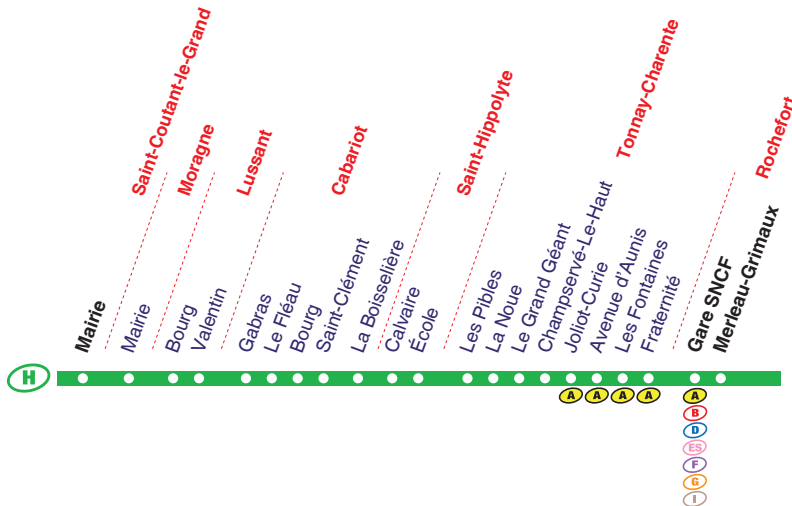 Saint-Coutant-le-Grand
Moragne
Lussant
Cabariot
Saint-Hippolyte
Tonnay-Charente
Rochefort
Mairie
Mairie
Bourg
Valentin
Gabras
Le Fléau
Bourg
Saint-Clément
La Boisselière
Calvaire
École
Les Pibles
La Noue
Le Grand Géant
Champservé-Le-Haut
Joliot-Curie
Avenue d'Aunis
Les Fontaines
Fraternité
Gare SNCF
Merleau-Grimaux
H
A
A
A
A
A
B
D
ES
F
G
I